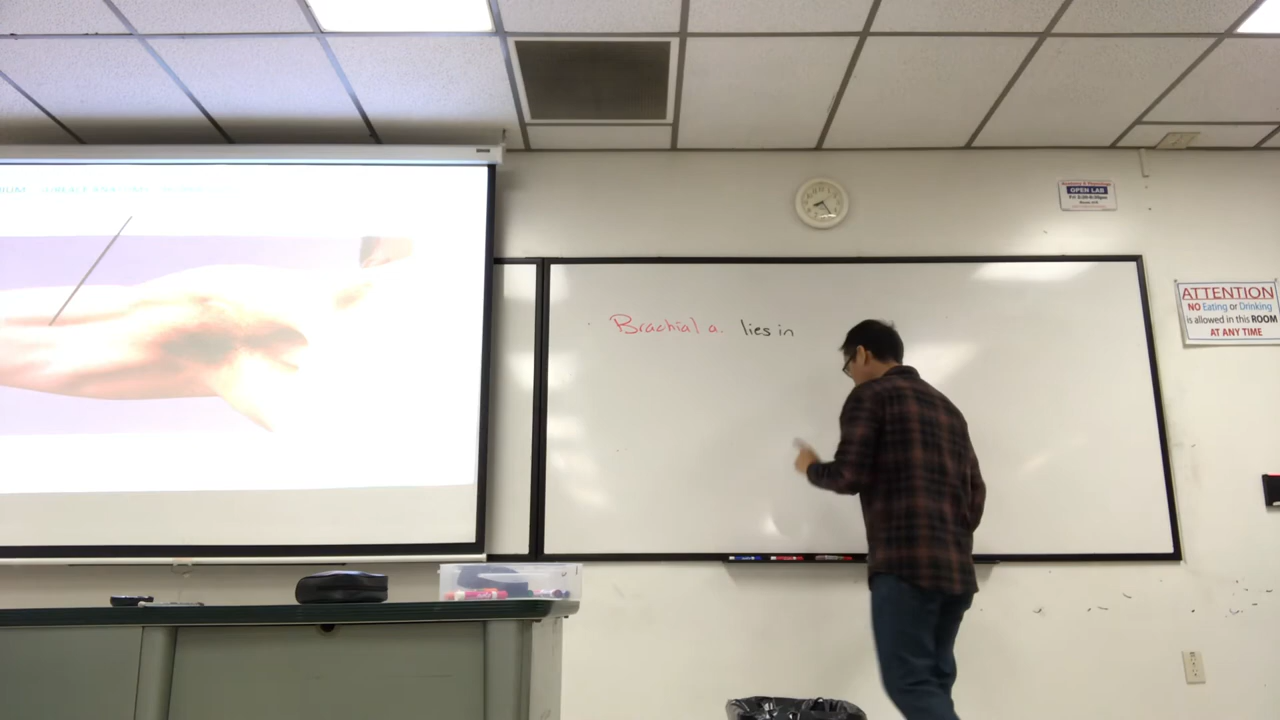 Brachial a. lies in
OPEN LAB
ATTENTION
NO Eating or Drinking
is allowed in this ROOM
AT ANY TIME